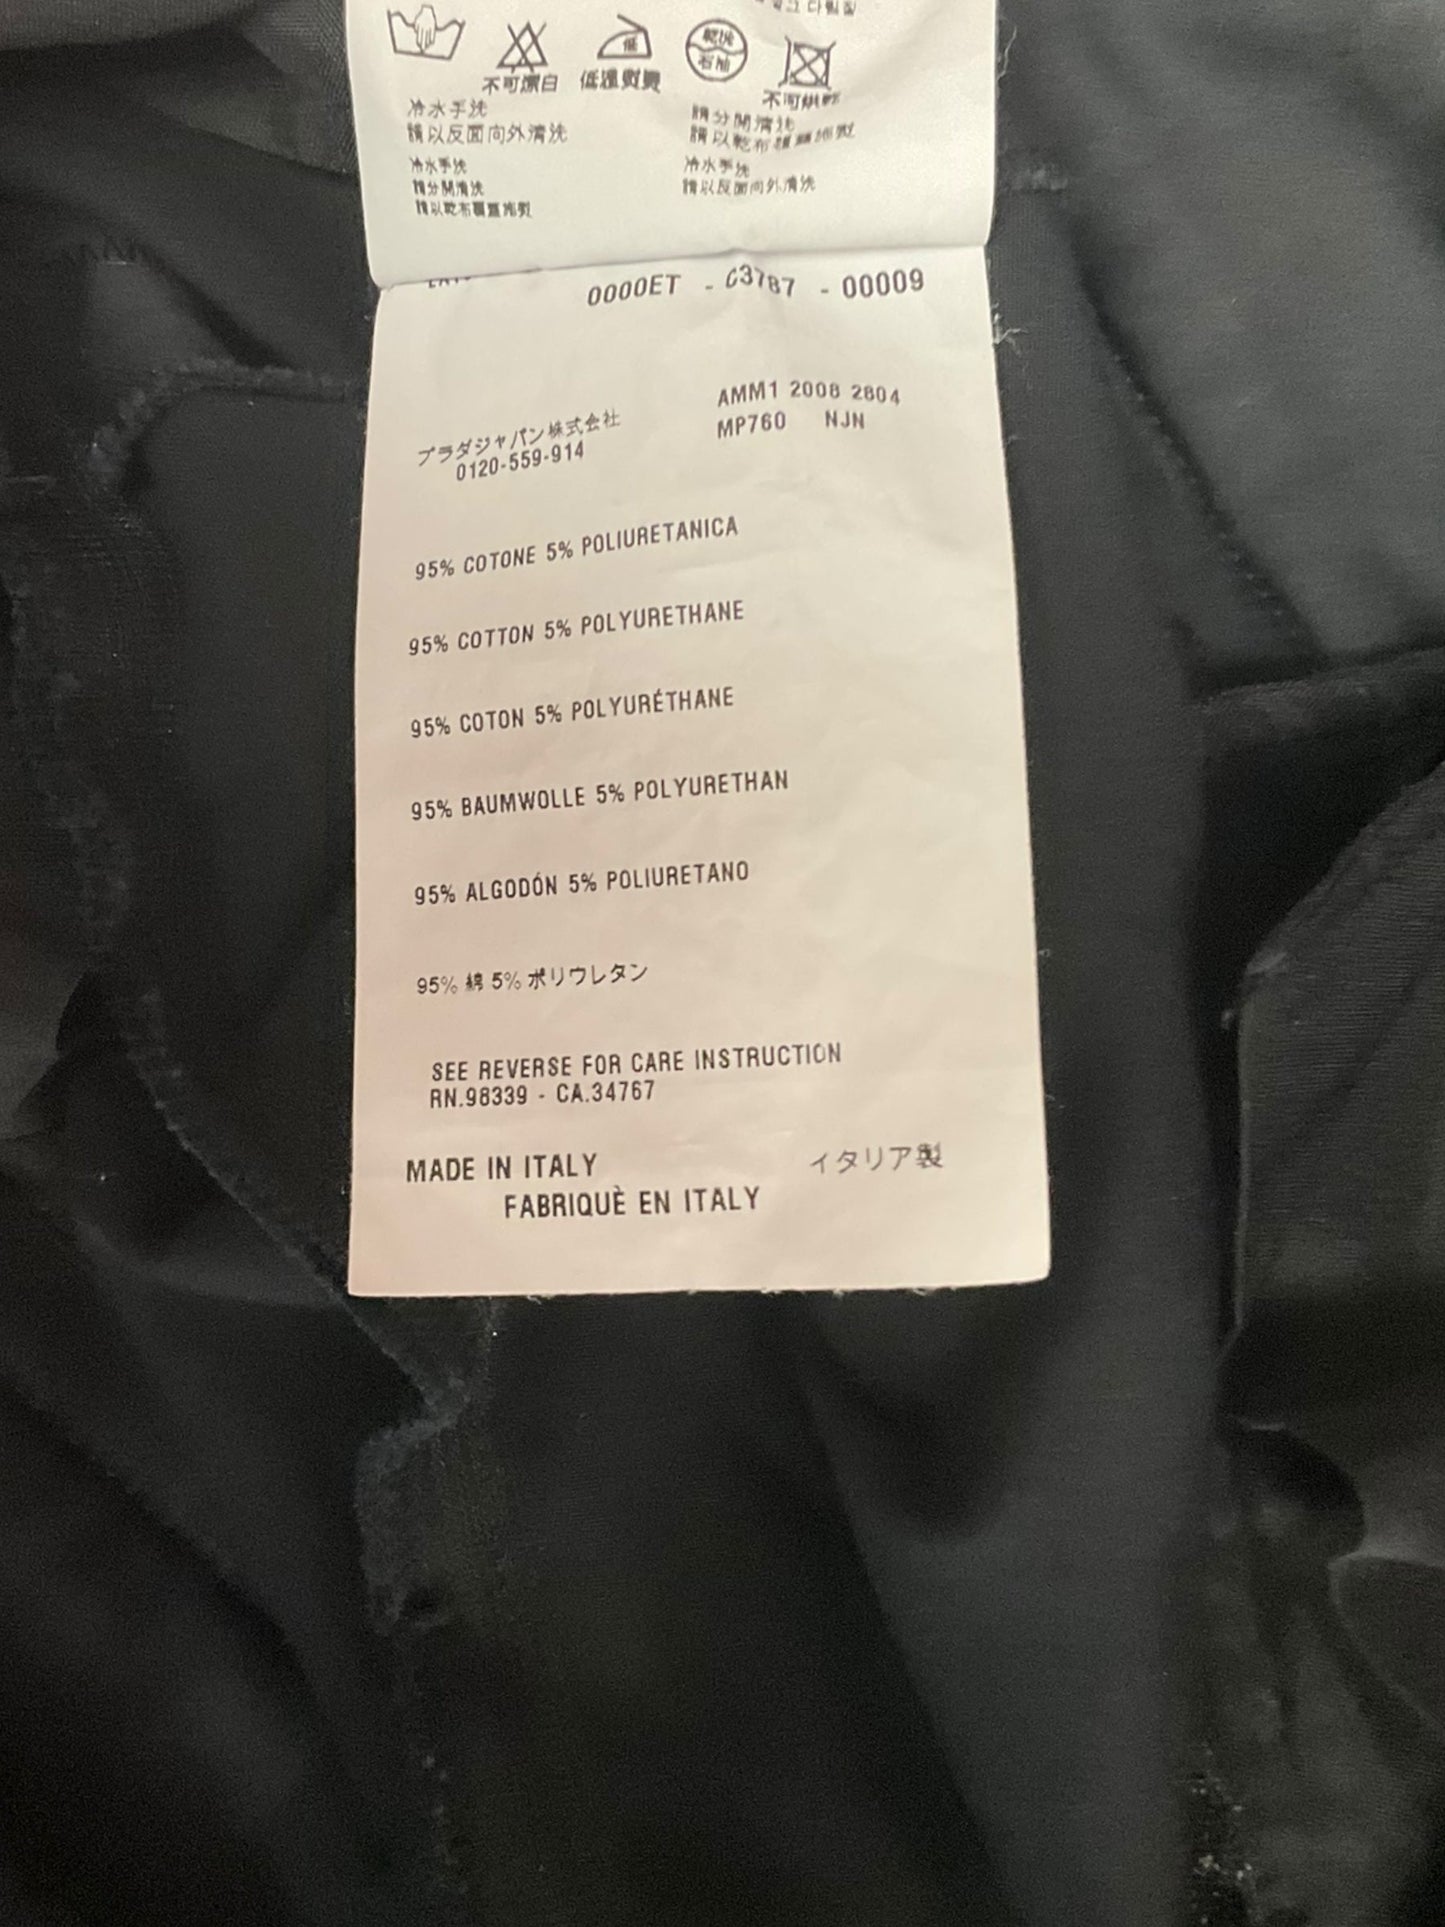 不可漂白
低溫熨燙
乾洗
石油
低
不可烘乾
冷水手洗
請以反面向外清洗
請分開清洗
請以乾布覆蓋熨燙
冷水手洗
請分開清洗
請以乾布覆蓋
冷水手洗
請以反面向外清洗
0000ET - C3787 - 00009
AMM1 2008 2804
MP760 NJN
プラダジャパン株式会社
0120-559-914
95% COTONE 5% POLIURETANICA
95% COTTON 5% POLYURETHANE
95% COTON 5% POLYURÉTHANE
95% BAUMWOLLE 5% POLYURETHAN
95% ALGODÓN 5% POLIURETANO
95% 綿 5% ポリウレタン
SEE REVERSE FOR CARE INSTRUCTION
RN.98339 - CA.34767
MADE IN ITALY イタリア製
FABRIQUÈ EN ITALY